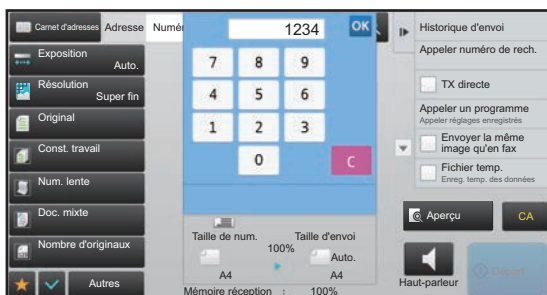 Carnet d'adresses
Adresse
Numér
1234
OK
Historique d'envoi
Exposition
Auto.
Appeler numéro de rech.
7 8 9
Résolution
Super fin
TX directe
4 5 6
Original
Appeler un programme
Appeler réglages enregistrés
1 2 3
Const. travail
Envoyer la même
image qu'en fax
0 C
Num. lente
Fichier temp.
Enreg. temp. des données
Doc. mixte
Aperçu
CA
Taille de num.
Taille d'envoi
Nombre d'originaux
100%
Auto.
A4
A4
Autres
Haut-parleur
Départ
Mémoire réception : 100%